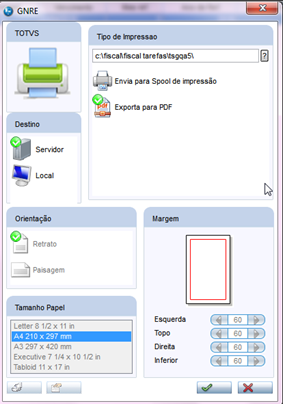 GNRE
TOTVS
Tipo de Impressao
c:\fiscal\fiscal tarefas\tsgqa5\
?
Envia para Spool de impressão
Exporta para PDF
Destino
Servidor
Local
Orientação
Retrato
Paisagem
Margem
Esquerda 60
Topo 60
Direita 60
Inferior 60
Tamanho Papel
Letter 8 1/2 x 11 in
A4 210 x 297 mm
A3 297 x 420 mm
Executive 7 1/4 x 10 1/2 in
Tabloid 11 x 17 in